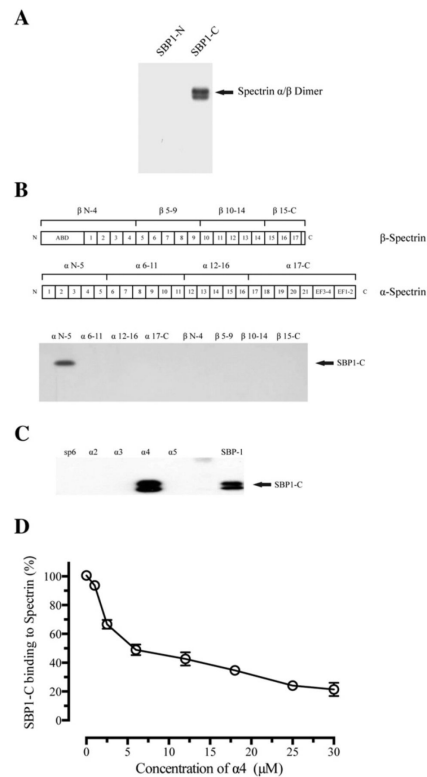 A
SBP1-N
SBP1-C
Spectrin α/β Dimer
B
β N-4 β 5-9 β 10-14 β 15-C
N ABD 1 2 3 4 5 6 7 8 9 10 11 12 13 14 15 16 17 C β-Spectrin
α N-5 α 6-11 α 12-16 α 17-C
N 1 2 3 4 5 6 7 8 9 10 11 12 13 14 15 16 17 18 19 20 21 EF3-4 EF1-2 C α-Spectrin
α N-5 α 6-11 α 12-16 α 17-C β N-4 β 5-9 β 10-14 β 15-C
SBP1-C
C
sp6 α2 α3 α4 α5 SBP-1
SBP1-C
D
SBP1-C binding to Spectrin (%)
100
80
60
40
20
0
0 5 10 15 20 25 30
Concentration of α4 (μM)